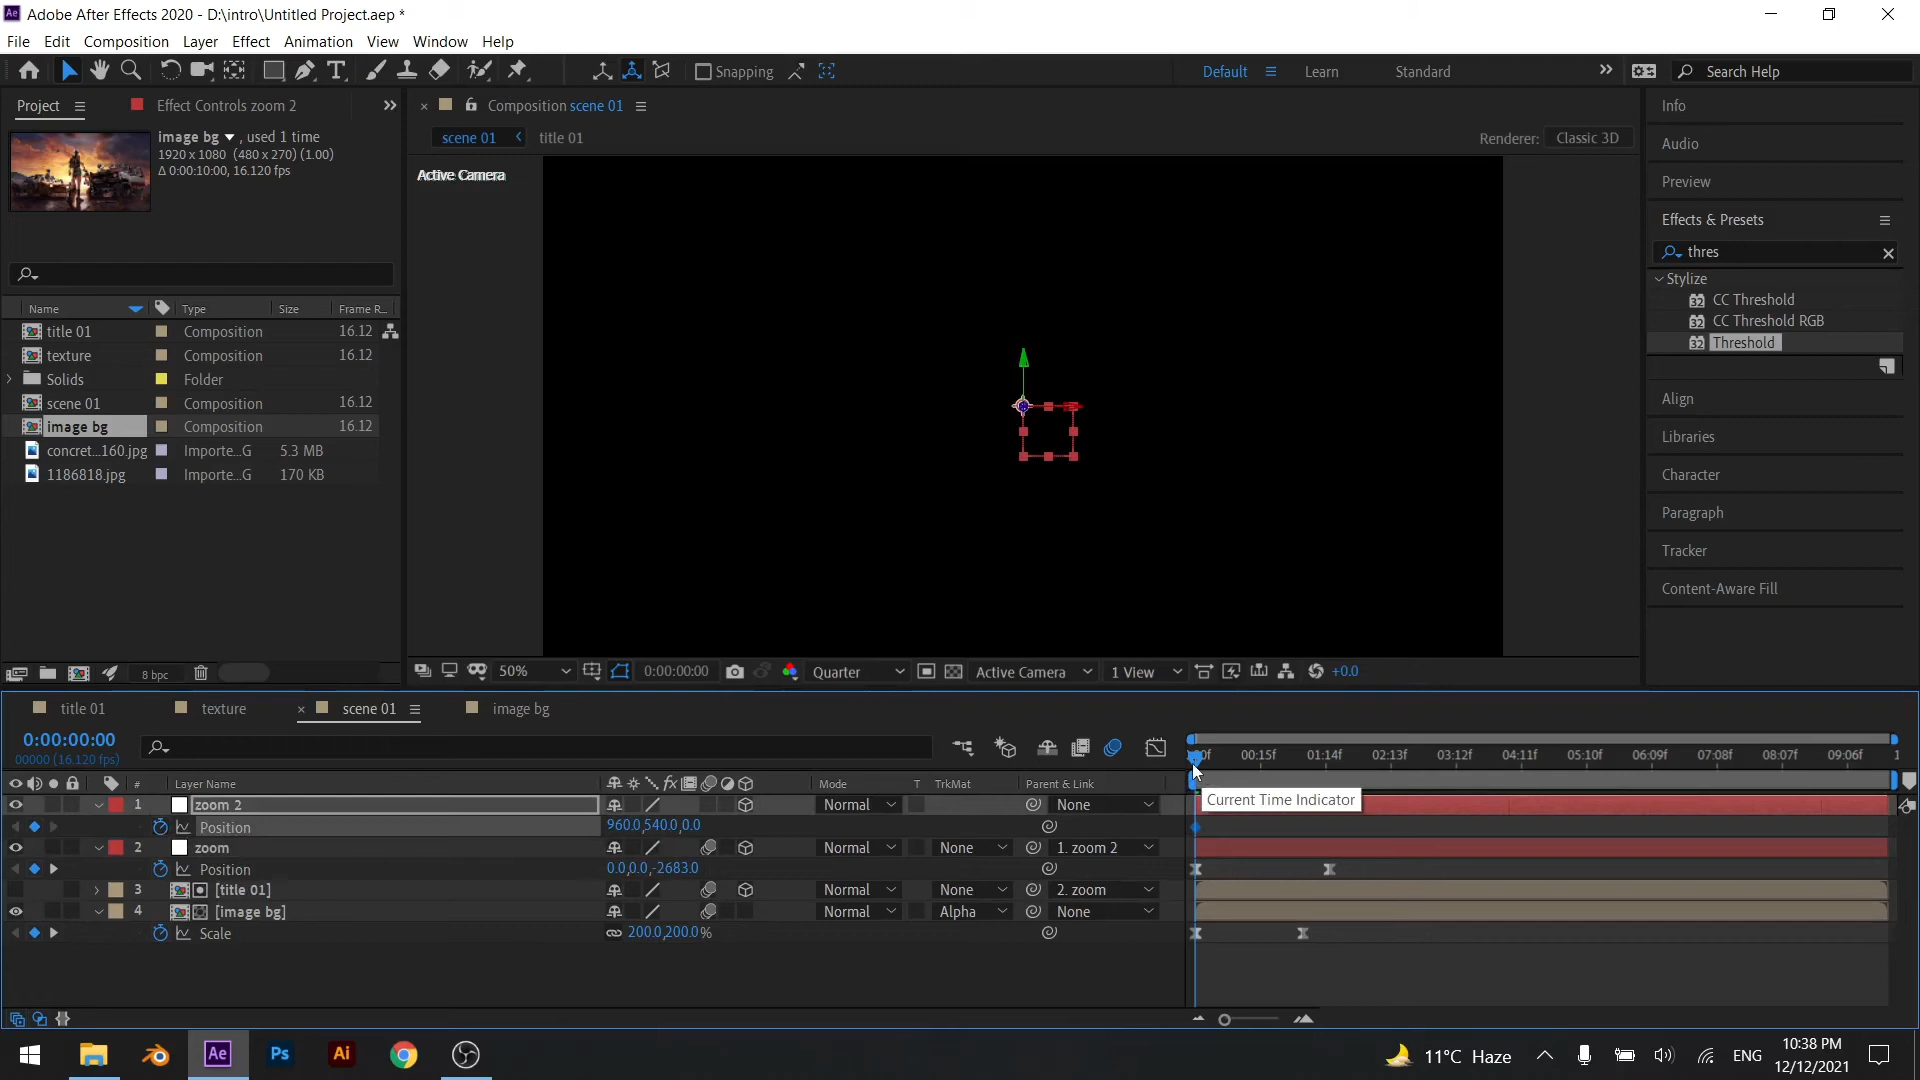 Adobe After Effects 2020 - D:\intro\Untitled Project.aep *
File Edit Composition Layer Effect Animation View Window Help
Snapping Default Learn Standard Search Help
Project Effect Controls zoom 2 Composition scene 01 Info
image bg , used 1 time
1920 x 1080 (480 x 270) (1.00)
Δ 0:00:10:00, 16.120 fps
scene 01 title 01 Renderer: Classic 3D
Active Camera
Audio
Preview
Effects & Presets
thres
Stylize
CC Threshold
CC Threshold RGB
Threshold
Align
Libraries
Character
Paragraph
Tracker
Content-Aware Fill
Name Type Size Frame R...
title 01 Composition 16.12
texture Composition 16.12
Solids Folder
scene 01 Composition 16.12
image bg Composition 16.12
concret...160.jpg Importe...G 5.3 MB
1186818.jpg Importe...G 170 KB
8 bpc 50% 0:00:00:00 Quarter Active Camera 1 View +0.0
title 01 texture scene 01 image bg
0:00:00:00
00000 (16.120 fps)
00:15f 01:14f 02:13f 03:12f 04:11f 05:10f 06:09f 07:08f 08:07f 09:06f
# Layer Name Mode T TrkMat Parent & Link
1 zoom 2 Normal None
Current Time Indicator
Position 960.0,540.0,0.0
2 zoom Normal None 1. zoom 2
Position 0.0,0.0,-2683.0
3 [title 01] Normal None 2. zoom
4 [image bg] Normal Alpha None
Scale 200.0,200.0%
Ae Ps Ai 11°C Haze ENG 10:38 PM
12/12/2021